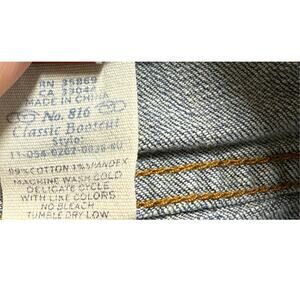 RN 35869
CA 33044
MADE IN CHINA
No. 816
Classic Bootcut
Style:
99% COTTON 1% SPANDEX
MACHINE WASH COLD
DELICATE CYCLE
WITH LIKE COLORS
NO BLEACH
TUMBLE DRY LOW